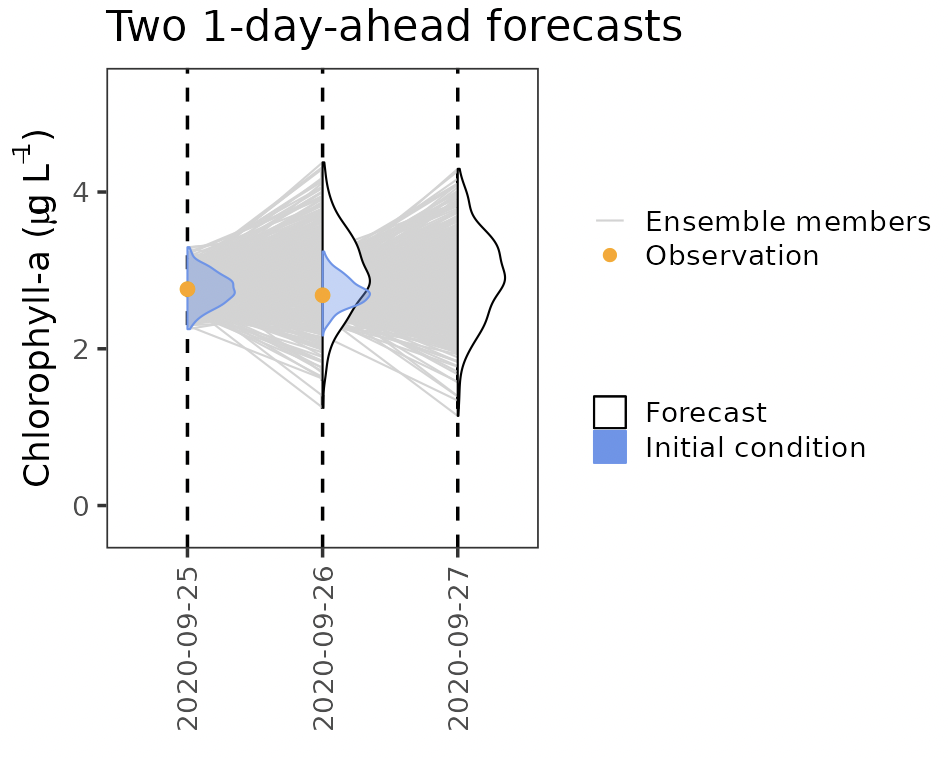 Two 1-day-ahead forecasts
Chlorophyll-a (µg L⁻¹)
4
2
0
2020-09-25
2020-09-26
2020-09-27
Ensemble members
Observation
Forecast
Initial condition